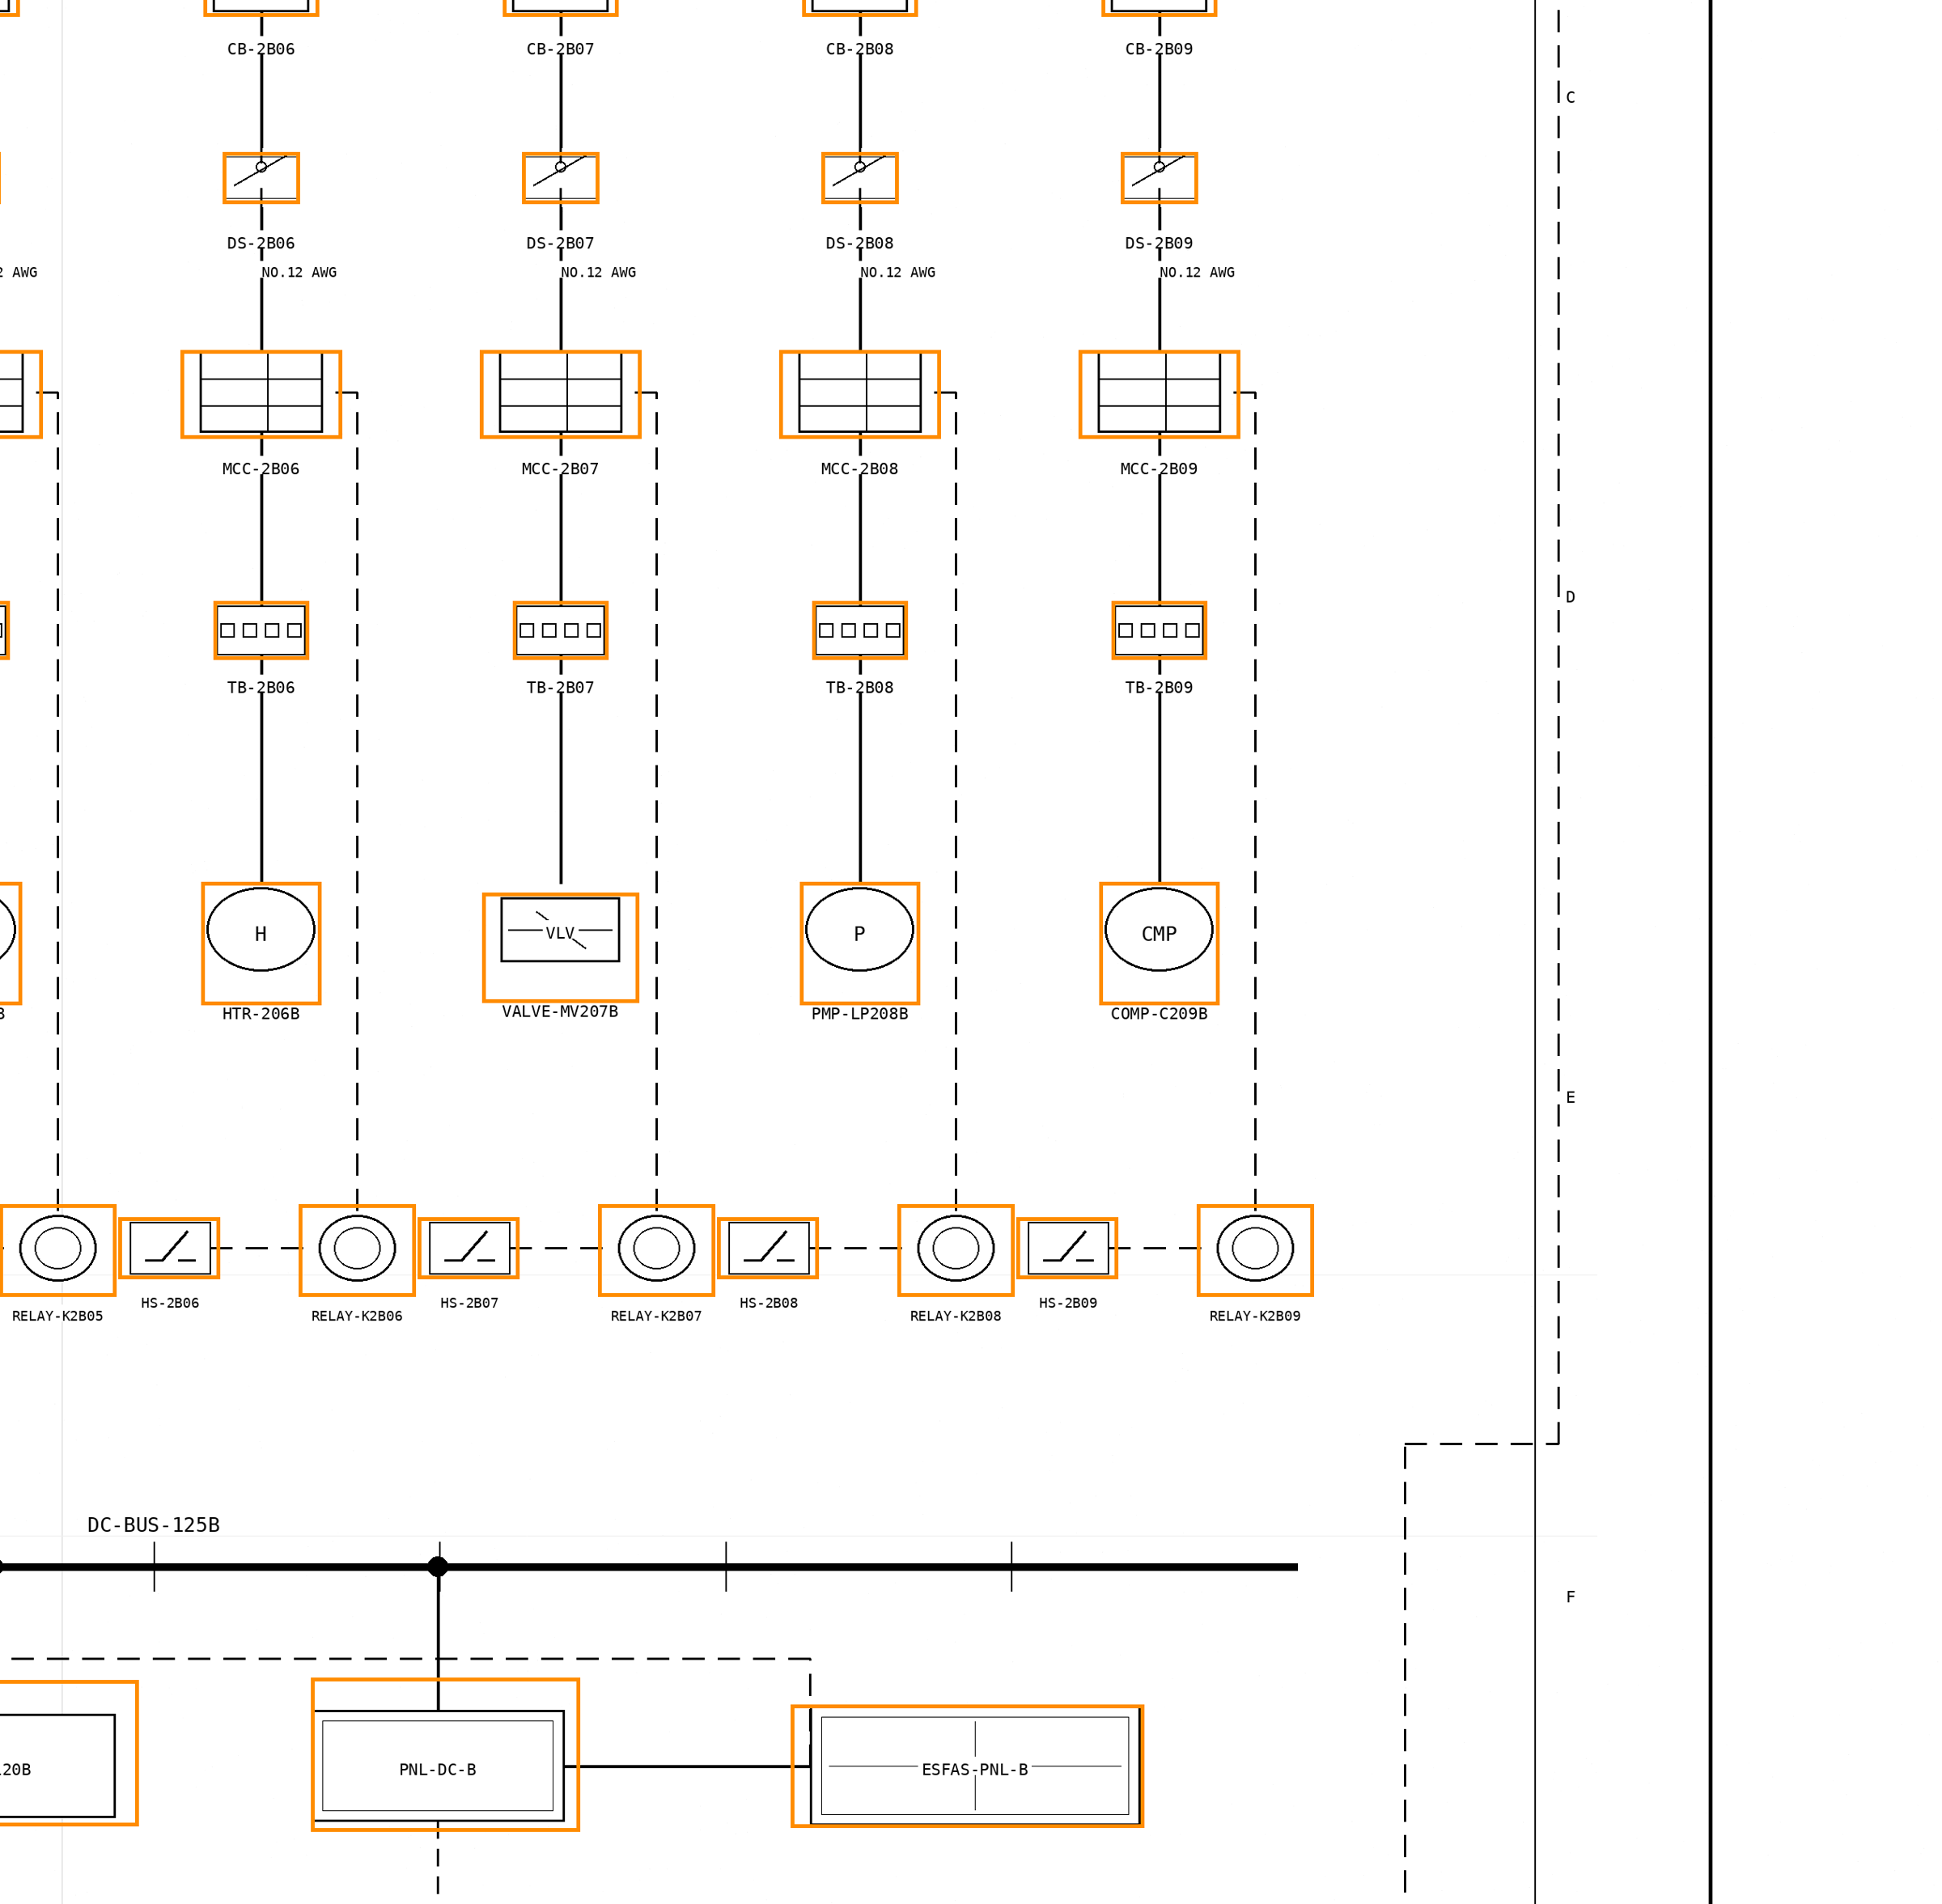 CB-2B06 CB-2B07 CB-2B08 CB-2B09
C
DS-2B06 DS-2B07 DS-2B08 DS-2B09
AWG NO.12 AWG NO.12 AWG NO.12 AWG NO.12 AWG
MCC-2B06 MCC-2B07 MCC-2B08 MCC-2B09
D
TB-2B06 TB-2B07 TB-2B08 TB-2B09
H VLV P CMP
HTR-206B VALVE-MV207B PMP-LP208B COMP-C209B
E
HS-2B06 HS-2B07 HS-2B08 HS-2B09
RELAY-K2B05 RELAY-K2B06 RELAY-K2B07 RELAY-K2B08 RELAY-K2B09
DC-BUS-125B
F
20B PNL-DC-B ESFAS-PNL-B